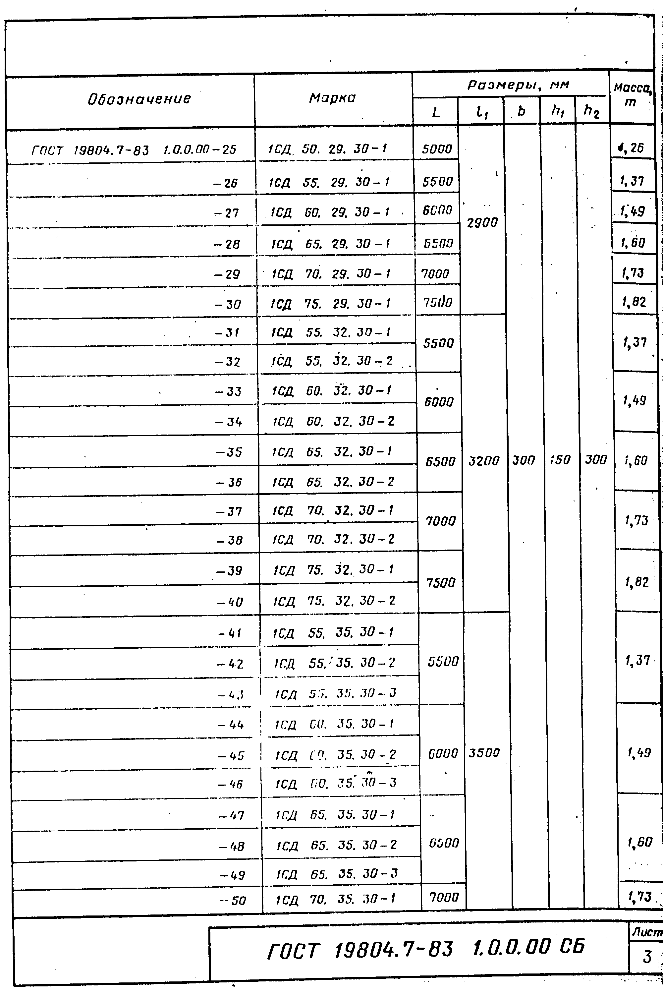 Обозначение Марка Размеры, мм Масса, т
L l1 b h1 h2
ГОСТ 19804.7-83 1.0.0.00-25 1СД 50. 29. 30-1 5000 1,26
-26 1СД 55. 29. 30-1 5500 1,37
-27 1СД 60. 29. 30-1 6000 1,49
2900
-28 1СД 65. 29. 30-1 6500 1,60
-29 1СД 70. 29. 30-1 7000 1,73
-30 1СД 75. 29. 30-1 7500 1,82
-31 1СД 55. 32. 30-1
5500 1,37
-32 1СД 55. 32. 30-2
-33 1СД 60. 32. 30-1
6000 1,49
-34 1СД 60. 32. 30-2
-35 1СД 65. 32. 30-1
6500 3200 300 150 300 1,60
-36 1СД 65. 32. 30-2
-37 1СД 70. 32. 30-1
7000 1,73
-38 1СД 70. 32. 30-2
-39 1СД 75. 32. 30-1
7500 1,82
-40 1СД 75. 32. 30-2
-41 1СД 55. 35. 30-1
-42 1СД 55. 35. 30-2 5500 1,37
-43 1СД 55. 35. 30-3
-44 1СД 60. 35. 30-1
-45 1СД 60. 35. 30-2 6000 3500 1,49
-46 1СД 60. 35. 30-3
-47 1СД 65. 35. 30-1
-48 1СД 65. 35. 30-2 6500 1,60
-49 1СД 65. 35. 30-3
-50 1СД 70. 35. 30-1 7000 1,73
ГОСТ 19804.7-83 1.0.0.00 СБ
Лист
3